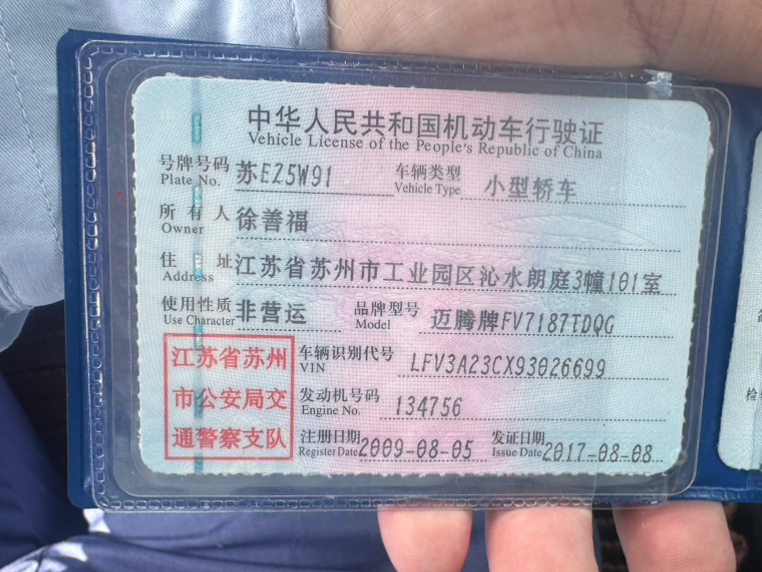 中华人民共和国机动车行驶证
Vehicle License of the People's Republic of China
号牌号码 苏EZ5W91 车辆类型 小型轿车
Plate No. Vehicle Type
所有人 徐善福
Owner
住址 江苏省苏州市工业园区沁水朗庭3幢101室
Address
使用性质 非营运 品牌型号 迈腾牌FV7187TDQG
Use Character Model
江苏省苏州 车辆识别代号 LFV3A23CX93026699
VIN
市公安局交 发动机号码 134756
Engine No.
通警察支队 注册日期 2009-08-05 发证日期 2017-08-08
Register Date Issue Date